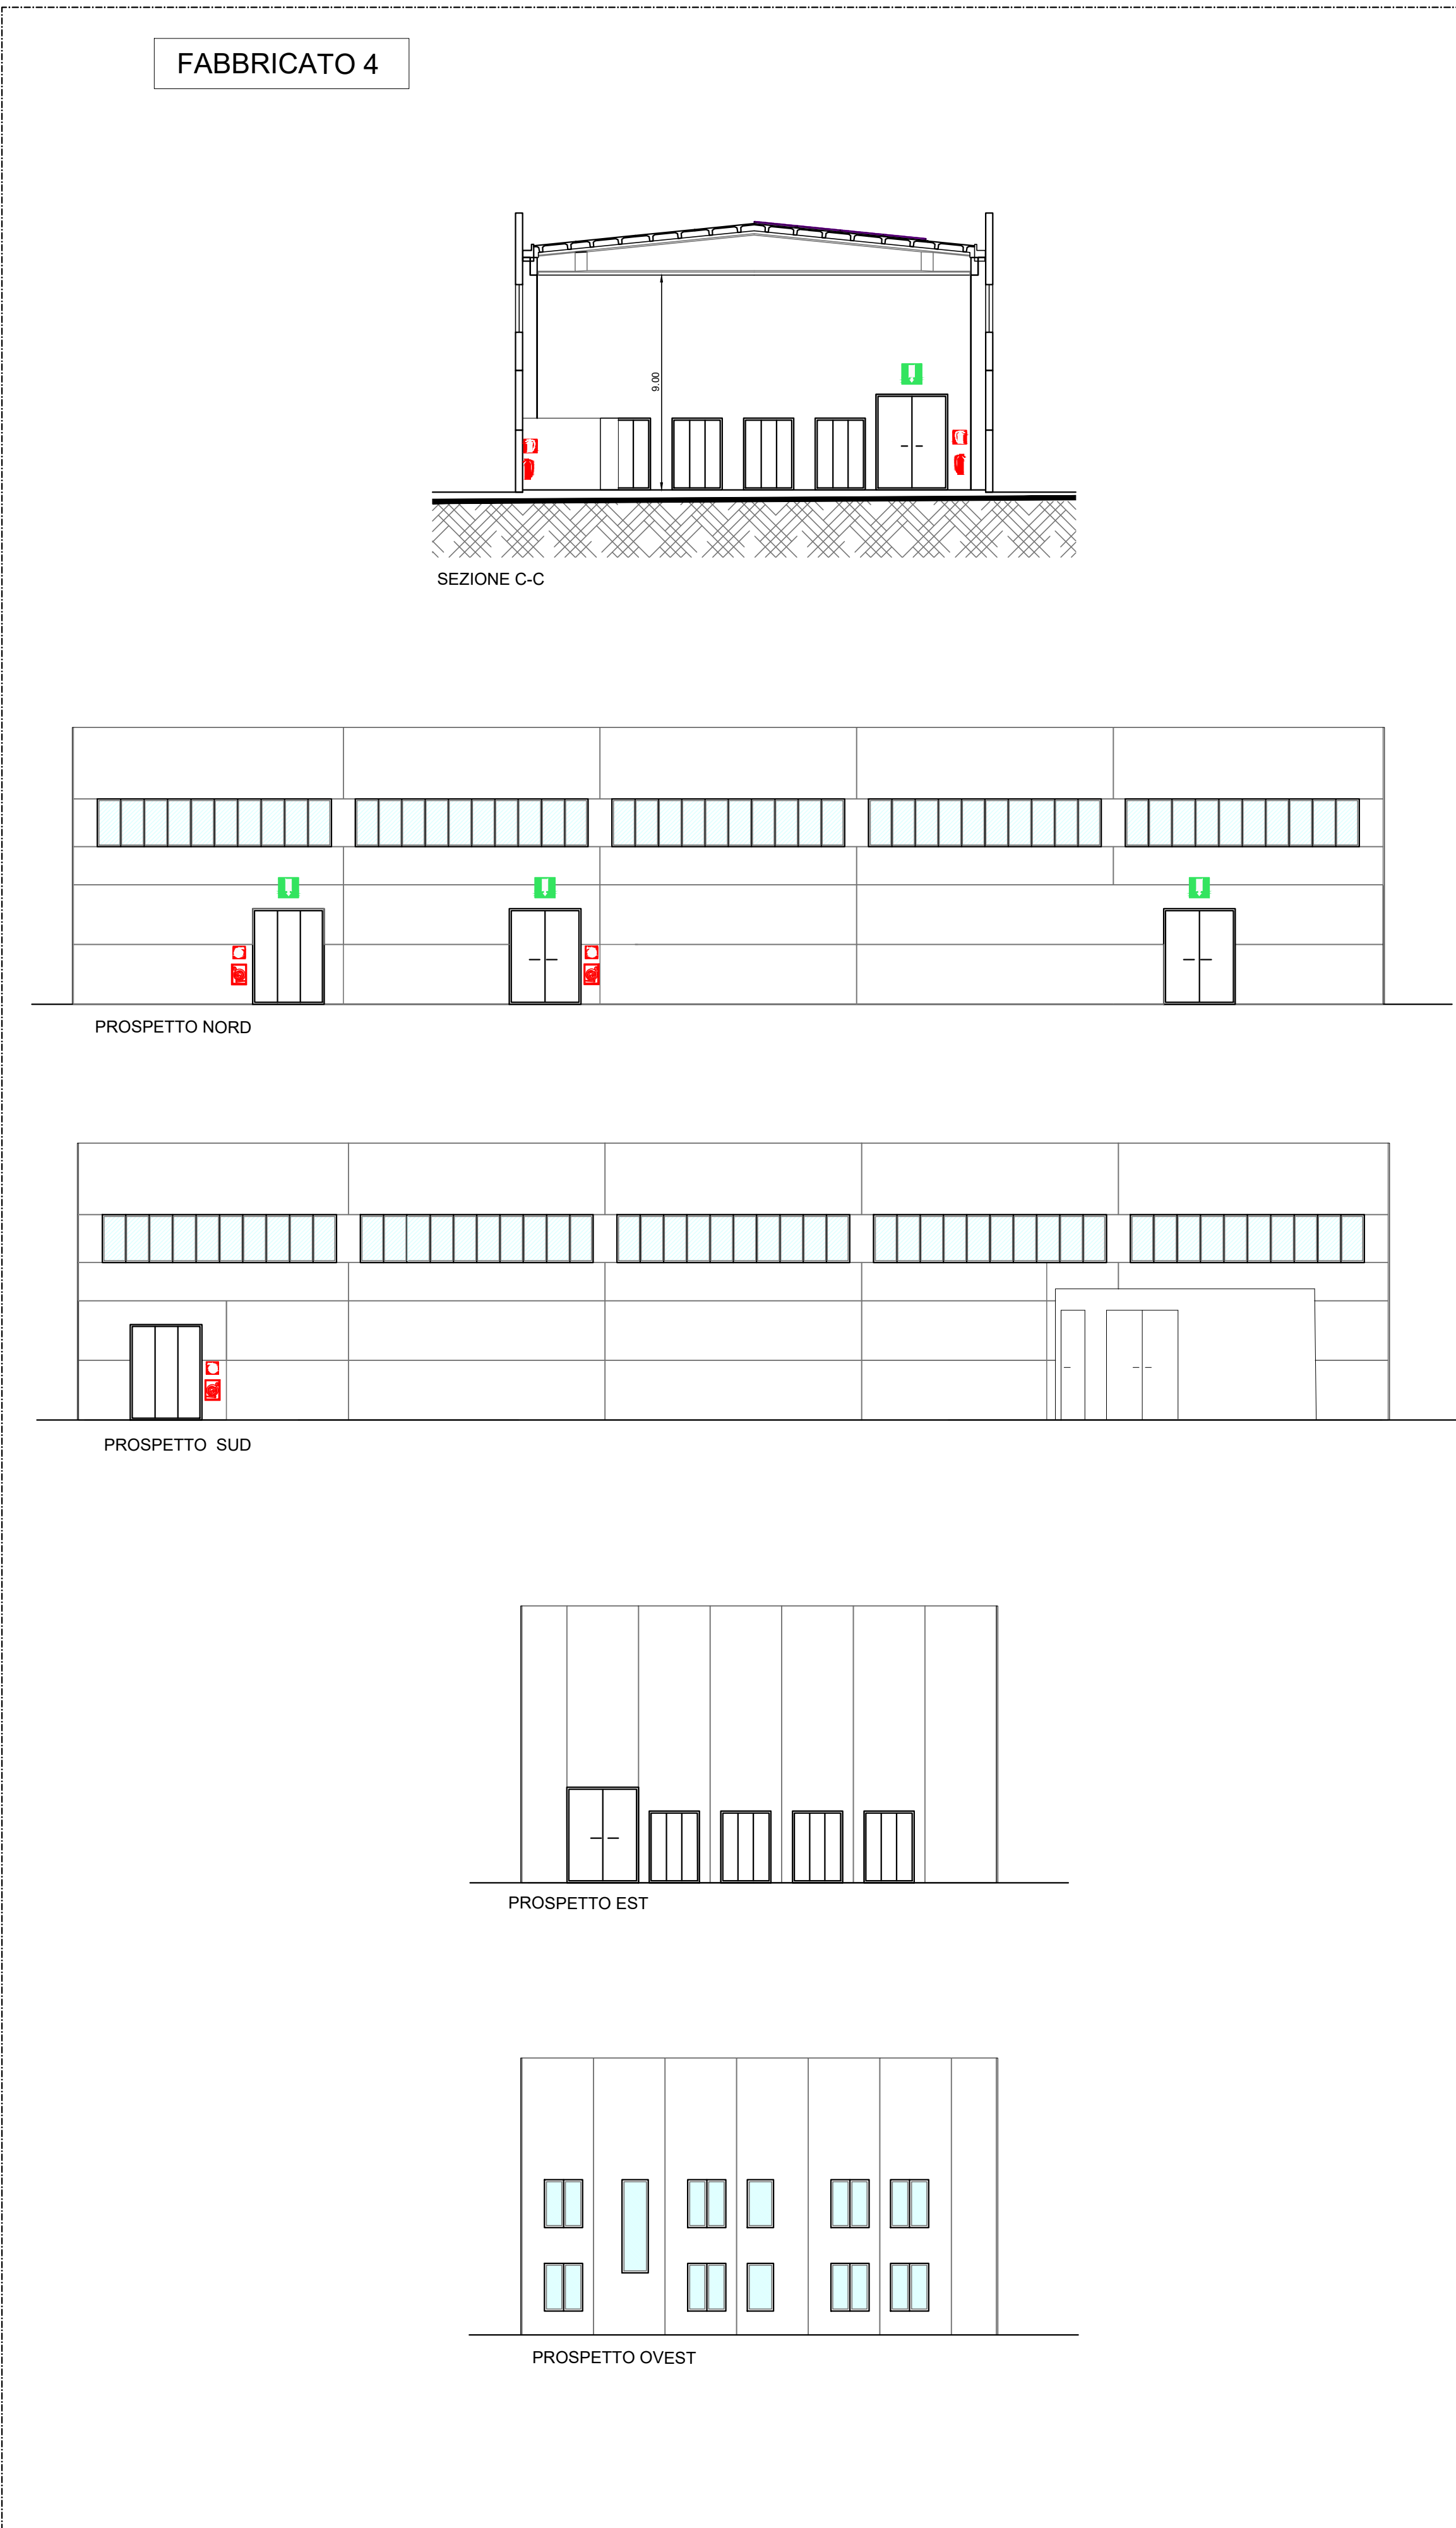 FABBRICATO 4
9.00
SEZIONE C-C
PROSPETTO NORD
PROSPETTO SUD
PROSPETTO EST
PROSPETTO OVEST